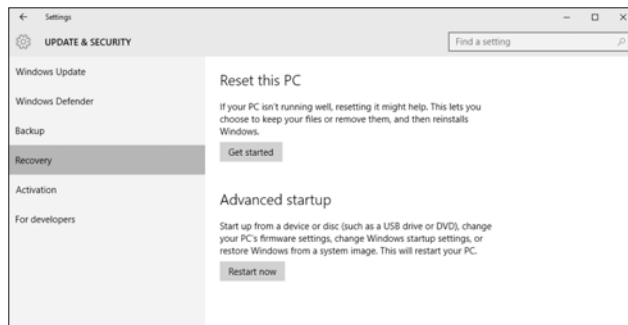 Settings
UPDATE & SECURITY
Find a setting
Windows Update
Windows Defender
Backup
Recovery
Activation
For developers
Reset this PC
If your PC isn't running well, resetting it might help. This lets you
choose to keep your files or remove them, and then reinstalls
Windows.
Get started
Advanced startup
Start up from a device or disc (such as a USB drive or DVD), change
your PC's firmware settings, change Windows startup settings, or
restore Windows from a system image. This will restart your PC.
Restart now